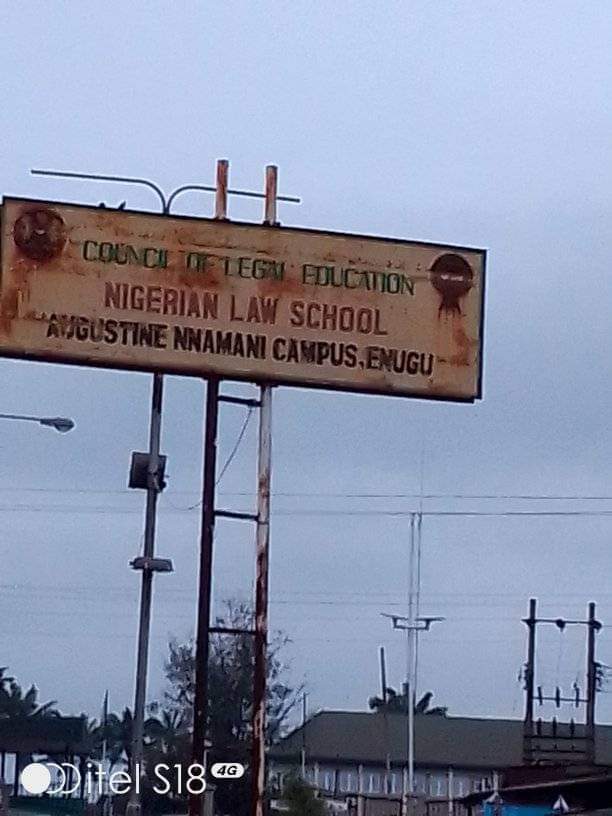 COUNCIL OF LEGAL EDUCATION
NIGERIAN LAW SCHOOL
AUGUSTINE NNAMANI CAMPUS, ENUGU
itel S18 4G